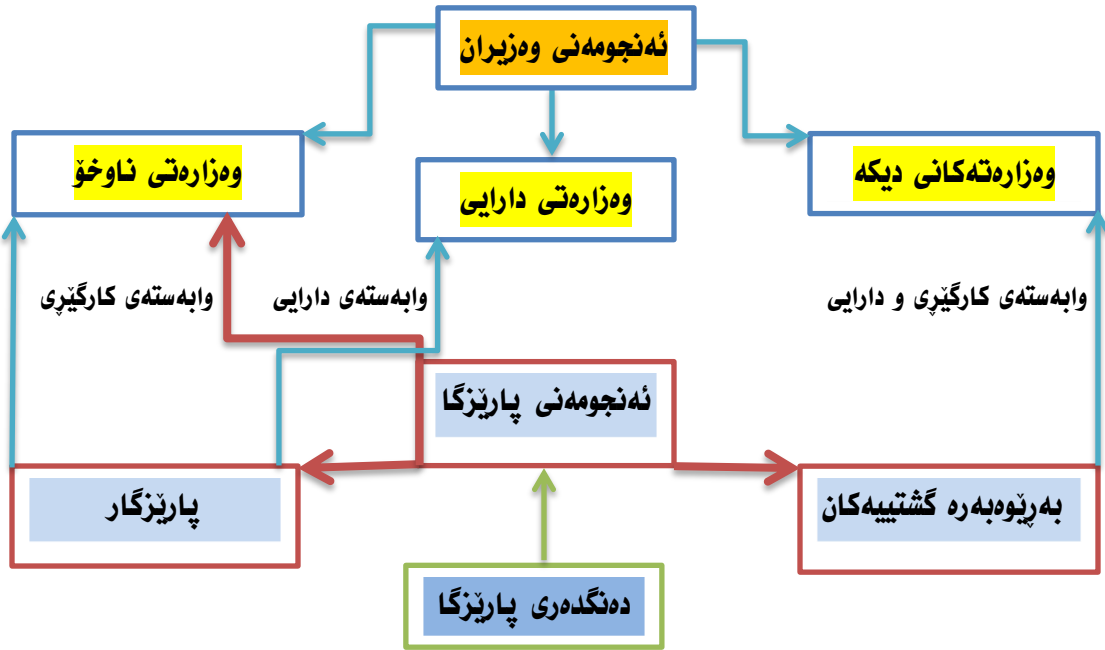 ئەنجومەنی وەزیران
وەزارەتی ناوخۆ
وەزارەتی دارایی
وەزارەتەکانی دیکە
وابەستەی کارگێڕی
وابەستەی دارایی
وابەستەی کارگێڕی و دارایی
ئەنجومەنی پارێزگا
پارێزگار
بەڕێوەبەرە گشتییەکان
دەنگدەری پارێزگا